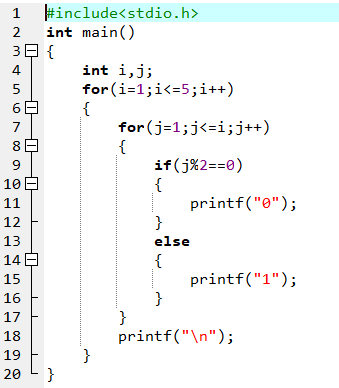 1 #include<stdio.h>
2 int main()
3 {
4 int i,j;
5 for(i=1;i<=5;i++)
6 {
7 for(j=1;j<=i;j++)
8 {
9 if(j%2==0)
10 {
11 printf("0");
12 }
13 else
14 {
15 printf("1");
16 }
17 }
18 printf("\n");
19 }
20 }